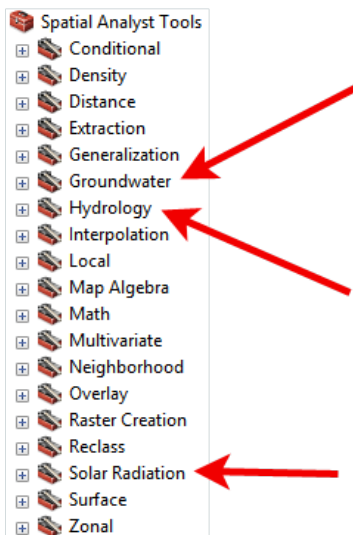 Spatial Analyst Tools
Conditional
Density
Distance
Extraction
Generalization
Groundwater
Hydrology
Interpolation
Local
Map Algebra
Math
Multivariate
Neighborhood
Overlay
Raster Creation
Reclass
Solar Radiation
Surface
Zonal